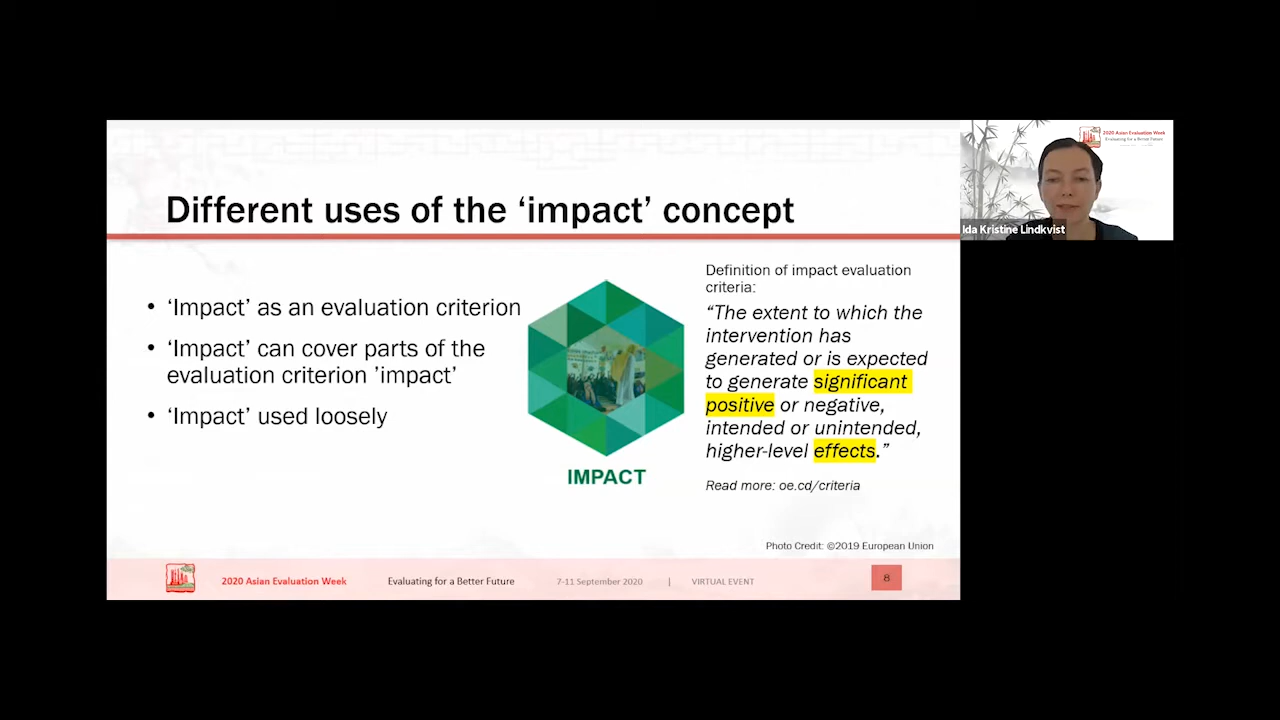 2020 Asian Evaluation Week
Evaluating for a Better Future
Ida Kristine Lindkvist
Different uses of the ‘impact’ concept
• ‘Impact’ as an evaluation criterion
• ‘Impact’ can cover parts of the
evaluation criterion ’impact’
• ‘Impact’ used loosely
IMPACT
Definition of impact evaluation
criteria:
“The extent to which the
intervention has
generated or is expected
to generate significant
positive or negative,
intended or unintended,
higher-level effects.”
Read more: oe.cd/criteria
Photo Credit: ©2019 European Union
2020 Asian Evaluation Week Evaluating for a Better Future 7-11 September 2020 | VIRTUAL EVENT 8